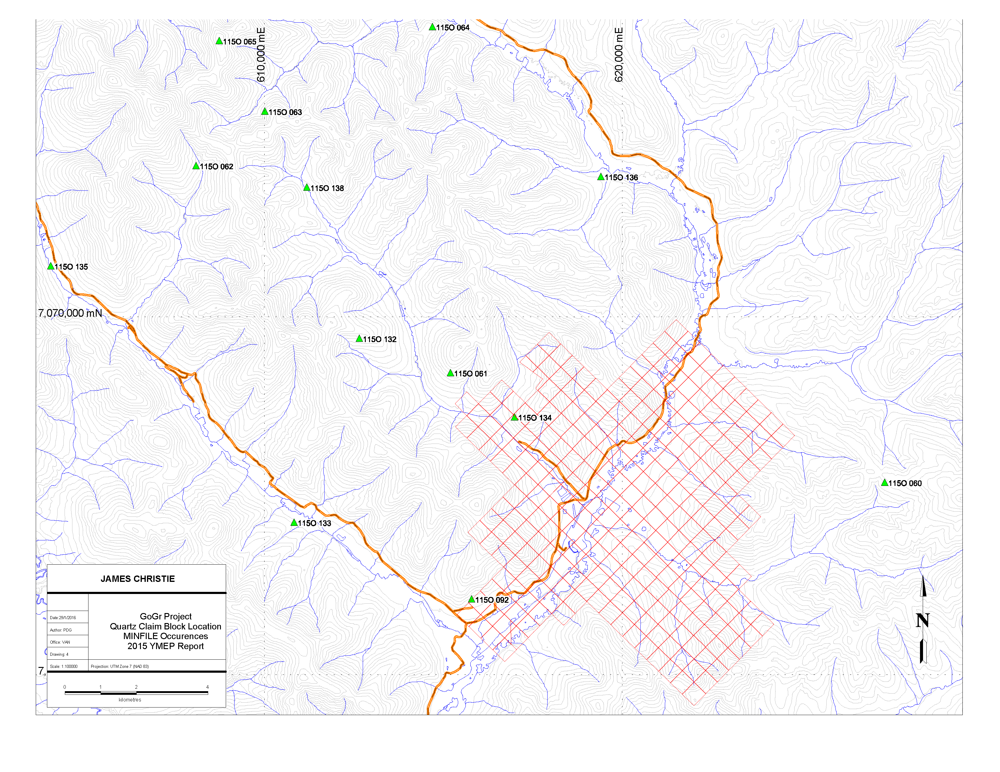 115O 064
115O 065
610,000 mE
620,000 mE
115O 063
115O 062
115O 136
115O 138
115O 135
7,070,000 mN
115O 132
115O 061
115O 134
115O 060
115O 133
115O 092
JAMES CHRISTIE
GoGr Project
Quartz Claim Block Location
MINFILE Occurences
2015 YMEP Report
Date:29/1/2016
Author: PDG
Office: VAN
Drawing: 4
Scale: 1:100000
Projection: UTM Zone 7 (NAD 83)
7,
0 1 2 4
kilometres
N